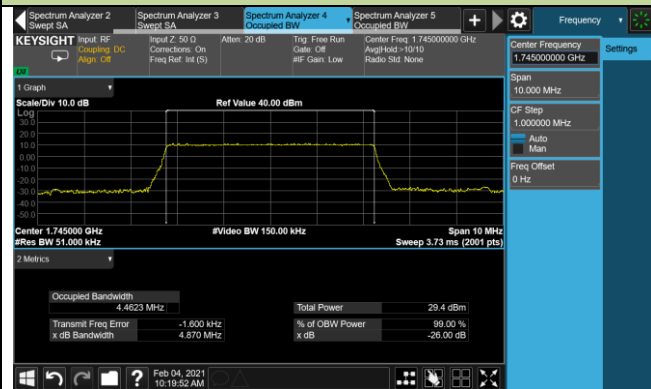 Spectrum Analyzer 2
Swept SA
Spectrum Analyzer 3
Swept SA
Spectrum Analyzer 4
Occupied BW
Spectrum Analyzer 5
Occupied BW
+
Frequency
KEYSIGHT
Input: RF
Coupling: DC
Align: Off
Input Z: 50 Ω
Corrections: On
Freq Ref: Int (S)
Atten: 20 dB
Trig: Free Run
Gate: Off
#IF Gain: Low
Center Freq: 1.745000000 GHz
Avg|Hold:>10/10
Radio Std: None
LXI
Center Frequency
1.745000000 GHz
Settings
Span
10.000 MHz
CF Step
1.000000 MHz
Auto
Man
Freq Offset
0 Hz
1 Graph
Scale/Div 10.0 dB
Ref Value 40.00 dBm
Log
30.0
20.0
10.0
0.00
-10.0
-20.0
-30.0
-40.0
-50.0
Center 1.745000 GHz
#Video BW 150.00 kHz
Span 10 MHz
#Res BW 51.000 kHz
Sweep 3.73 ms (2001 pts)
2 Metrics
Occupied Bandwidth
4.4623 MHz
Total Power
29.4 dBm
Transmit Freq Error
-1.600 kHz
% of OBW Power
99.00 %
x dB Bandwidth
4.870 MHz
x dB
-26.00 dB
?
Feb 04, 2021
10:19:52 AM